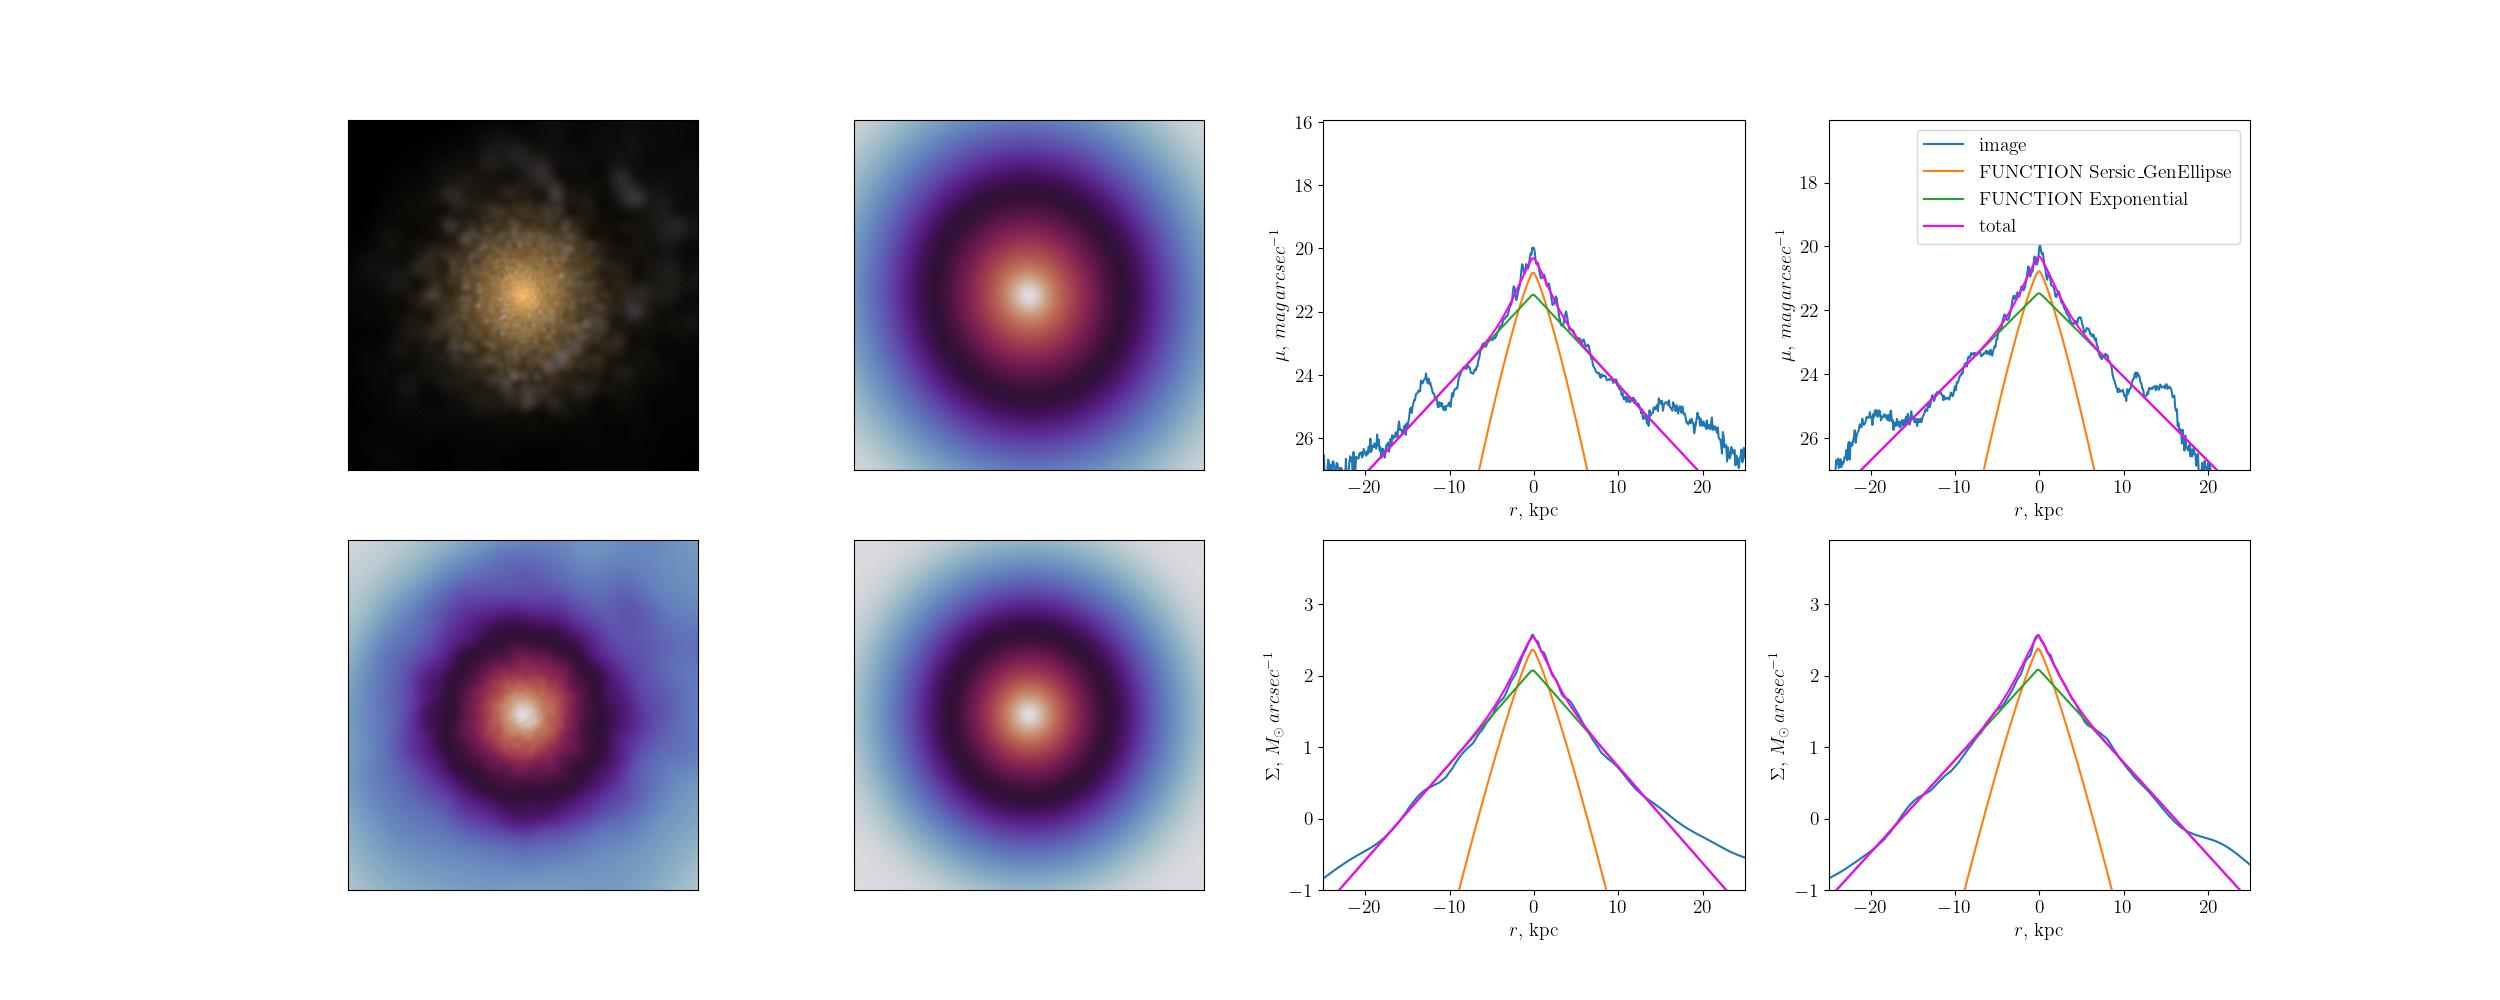 16
18
20
22
24
26
μ, mag arcsec⁻¹
−20 −10 0 10 20
r, kpc
18
20
22
24
26
μ, mag arcsec⁻¹
−20 −10 0 10 20
r, kpc
image
FUNCTION Sersic_GenEllipse
FUNCTION Exponential
total
3
2
1
0
−1
Σ, M⊙ arcsec⁻¹
−20 −10 0 10 20
r, kpc
3
2
1
0
−1
Σ, M⊙ arcsec⁻¹
−20 −10 0 10 20
r, kpc